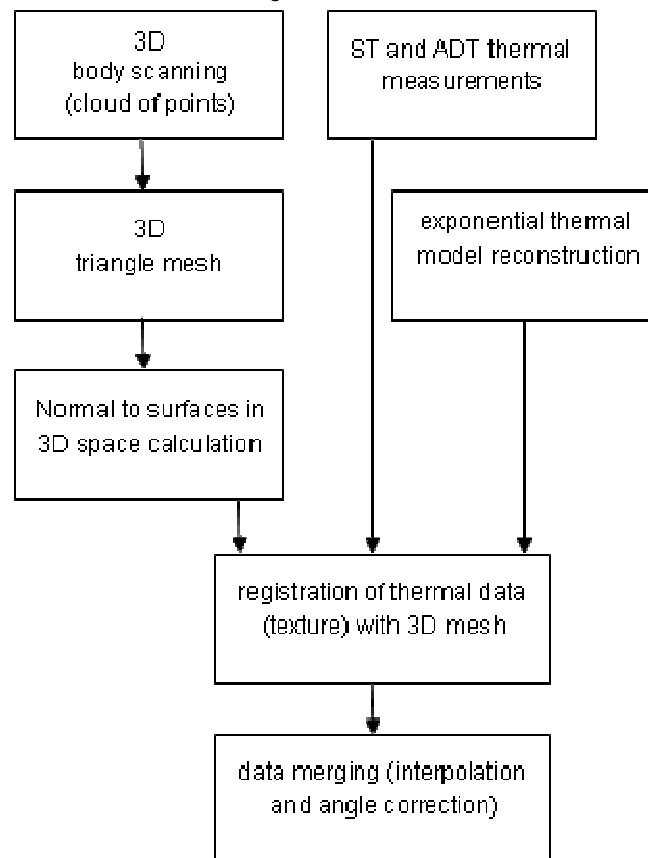 3D
body scanning
(cloud of points)
ST and ADT thermal
measurements
3D
triangle mesh
exponential thermal
model reconstruction
Normal to surfaces in
3D space calculation
registration of thermal data
(texture) with 3D mesh
data merging (interpolation
and angle correction)